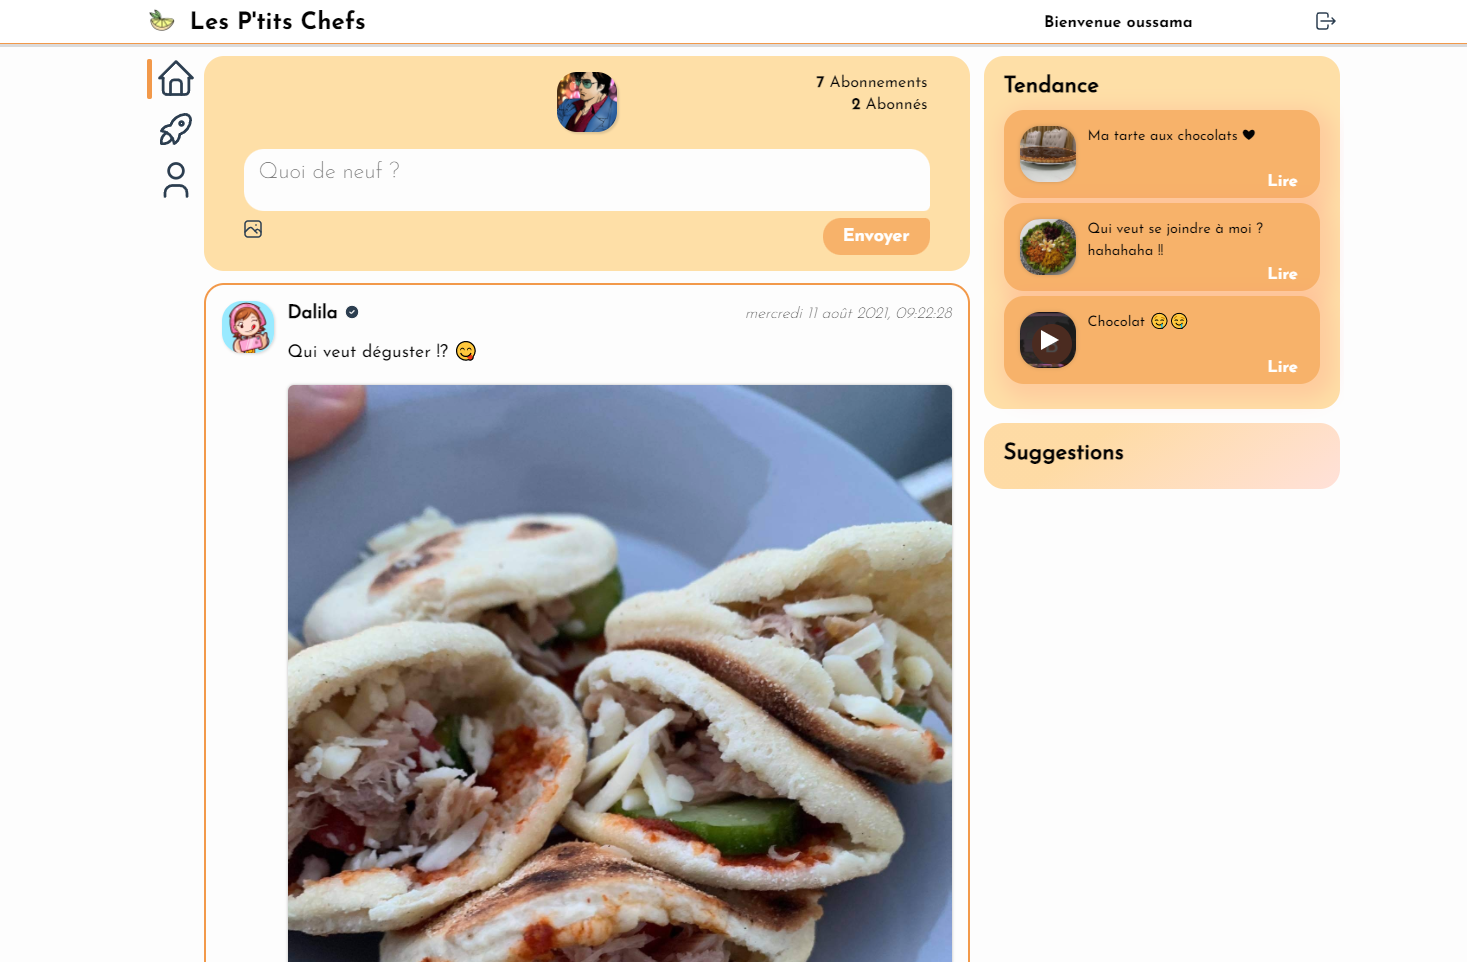 Les P'tits Chefs
Bienvenue oussama
7 Abonnements
2 Abonnés
Quoi de neuf ?
Envoyer
Dalila
mercredi 11 août 2021, 09:22:28
Qui veut déguster !? 😋
Tendance
Ma tarte aux chocolats ♥
Lire
Qui veut se joindre à moi ?
hahahaha !!
Lire
Chocolat 🤤🤤
Lire
Suggestions